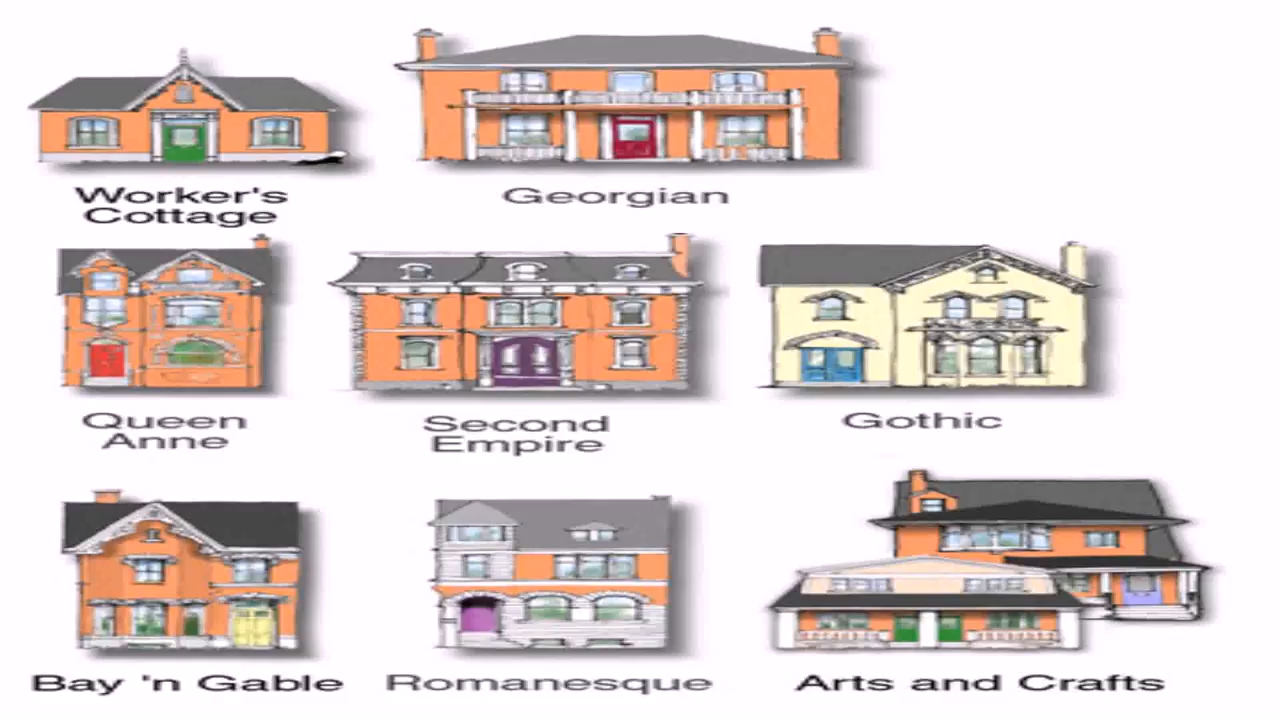 Worker's
Cottage
Georgian
Queen
Anne
Second
Empire
Gothic
Bay 'n Gable
Romanesque
Arts and Crafts